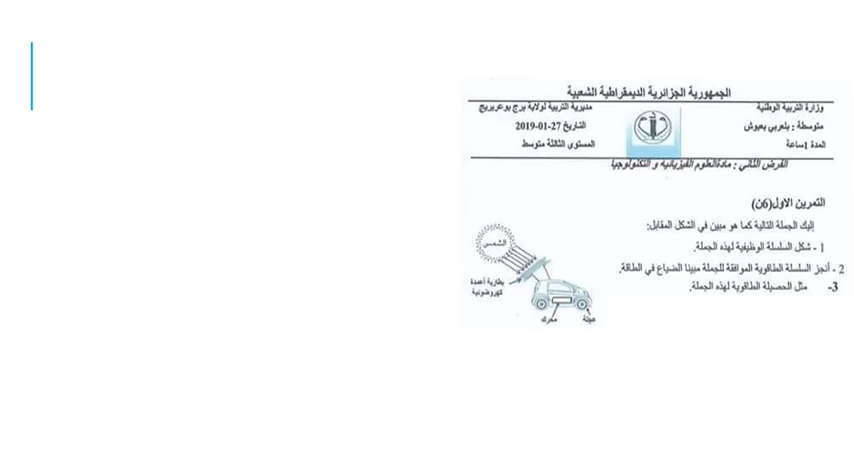 الجمهورية الجزائرية الديمقراطية الشعبية
وزارة التربية الوطنية
مديرية التربية لولاية برج بوعريريج
متوسطة : بلعربي بعبوش
التاريخ 27-01-2019
المدة 1ساعة
المستوى الثالثة متوسط
الفرض الثاني : مادةالعلوم الفيزيائية و التكنولوجيا
التمرين الاول(6ن)
إليك الجملة التالية كما هو مبين في الشكل المقابل:
1 - شكل السلسلة الوظيفية لهذه الجملة.
2 - أنجز السلسلة الطاقوية الموافقة للجملة مبينا الضياع في الطاقة.
3- مثل الحصيلة الطاقوية لهذه الجملة.
الشمس
بطارية أعمدة
كهروضوئية
محرك
عجلة